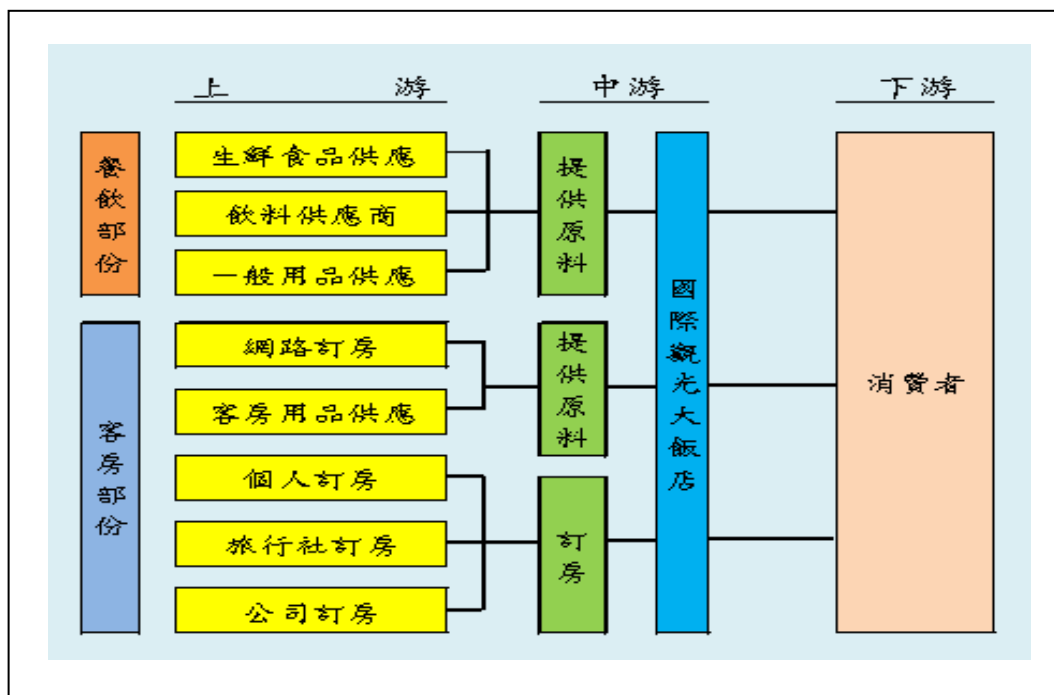 上 游
中游
下游
餐飲部份
生鮮食品供應
飲料供應商
一般用品供應
提供原料
客房部份
網路訂房
客房用品供應
提供原料
個人訂房
旅行社訂房
公司訂房
訂房
國際觀光大飯店
消費者